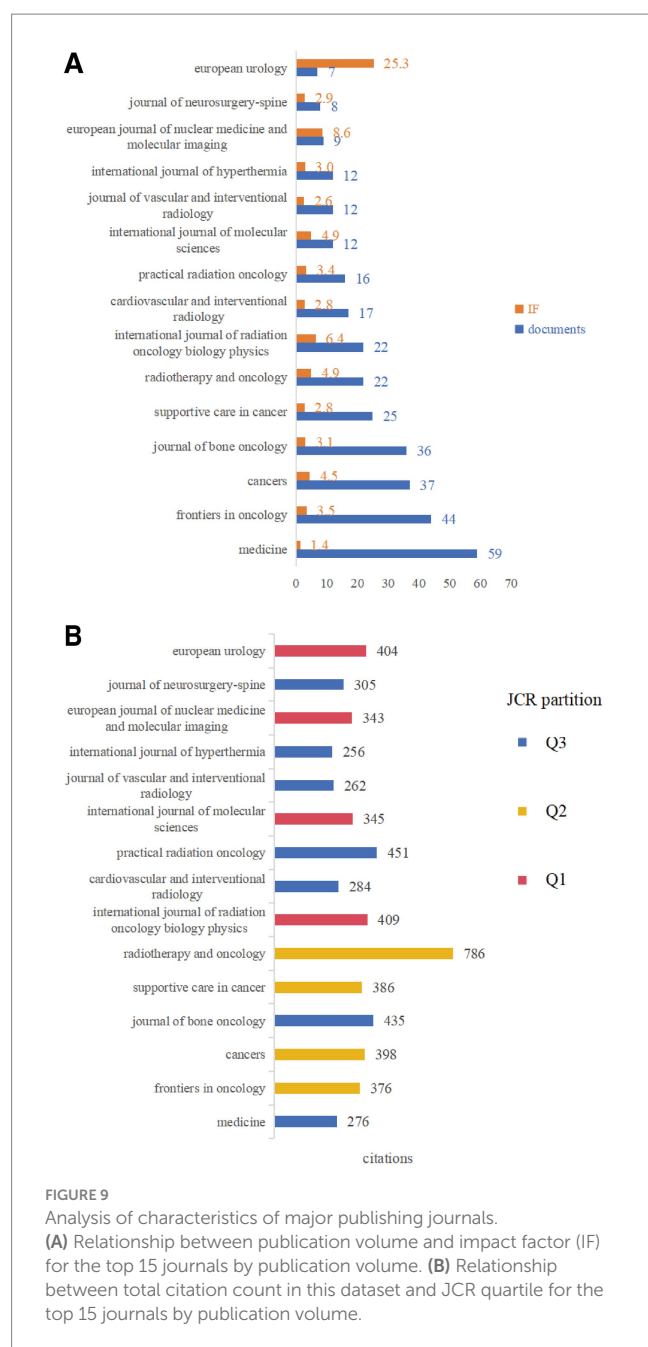 A
european urology
25.3
7
journal of neurosurgery-spine
2.9
8
european journal of nuclear medicine and
molecular imaging
8.6
9
international journal of hyperthermia
3.0
12
journal of vascular and interventional
radiology
2.6
12
international journal of molecular
sciences
4.9
12
practical radiation oncology
3.4
16
cardiovascular and interventional
radiology
2.8
17
international journal of radiation
oncology biology physics
6.4
22
radiotherapy and oncology
4.9
22
supportive care in cancer
2.8
25
journal of bone oncology
3.1
36
cancers
4.5
37
frontiers in oncology
3.5
44
medicine
1.4
59
IF
documents
0 10 20 30 40 50 60 70
B
european urology
404
journal of neurosurgery-spine
305
european journal of nuclear medicine
and molecular imaging
343
international journal of hyperthermia
256
journal of vascular and interventional
radiology
262
international journal of molecular
sciences
345
practical radiation oncology
451
cardiovascular and interventional
radiology
284
international journal of radiation
oncology biology physics
409
radiotherapy and oncology
786
supportive care in cancer
386
journal of bone oncology
435
cancers
398
frontiers in oncology
376
medicine
276
citations
JCR partition
Q3
Q2
Q1
FIGURE 9
Analysis of characteristics of major publishing journals.
(A) Relationship between publication volume and impact factor (IF)
for the top 15 journals by publication volume. (B) Relationship
between total citation count in this dataset and JCR quartile for the
top 15 journals by publication volume.